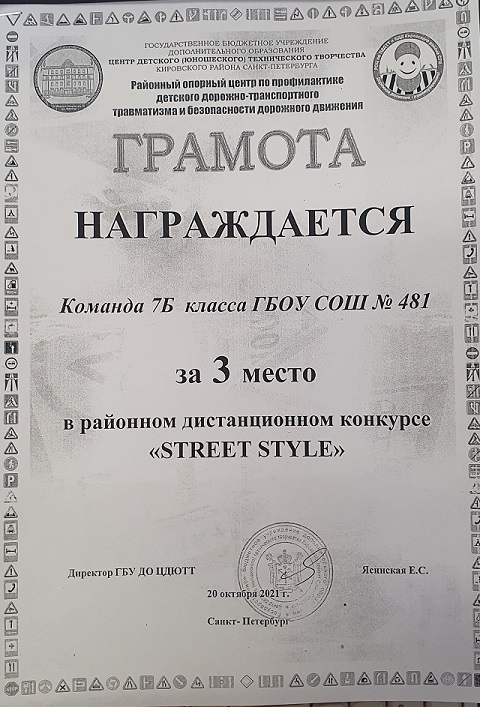 ГОСУДАРСТВЕННОЕ БЮДЖЕТНОЕ УЧРЕЖДЕНИЕ
ДОПОЛНИТЕЛЬНОГО ОБРАЗОВАНИЯ
ЦЕНТР ДЕТСКОГО (ЮНОШЕСКОГО) ТЕХНИЧЕСКОГО ТВОРЧЕСТВА
КИРОВСКОГО РАЙОНА САНКТ-ПЕТЕРБУРГА
Районный опорный центр по профилактике
детского дорожно-транспортного
травматизма и безопасности дорожного движения
ГРАМОТА
НАГРАЖДАЕТСЯ
Команда 7Б класса ГБОУ СОШ № 481
за 3 место
в районном дистанционном конкурсе
«STREET STYLE»
Директор ГБУ ДО ЦДЮТТ Ясинская Е.С.
20 октября 2021 г.
Санкт- Петербург